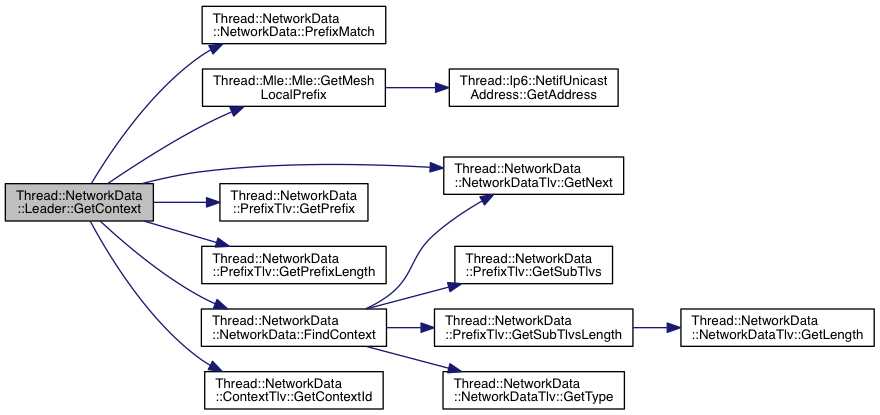 Thread::NetworkData
::NetworkData::PrefixMatch
Thread::Mle::Mle::GetMesh
LocalPrefix
Thread::Ip6::NetifUnicast
Address::GetAddress
Thread::NetworkData
::NetworkDataTlv::GetNext
Thread::NetworkData
::Leader::GetContext
Thread::NetworkData
::PrefixTlv::GetPrefix
Thread::NetworkData
::PrefixTlv::GetPrefixLength
Thread::NetworkData
::PrefixTlv::GetSubTlvs
Thread::NetworkData
::NetworkData::FindContext
Thread::NetworkData
::PrefixTlv::GetSubTlvsLength
Thread::NetworkData
::NetworkDataTlv::GetLength
Thread::NetworkData
::ContextTlv::GetContextId
Thread::NetworkData
::NetworkDataTlv::GetType